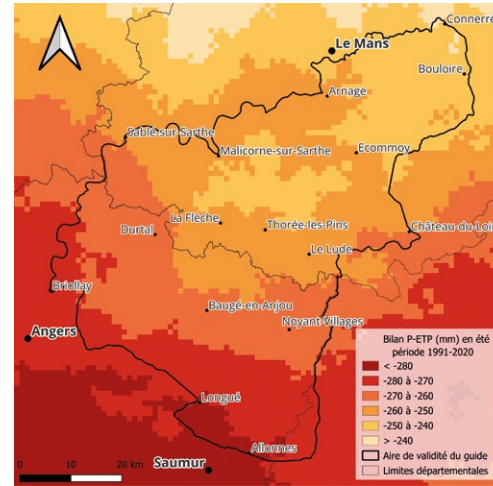 Connerré
Le Mans
Bouloire
Arnage
Sablé-sur-Sarthe
Malicorne-sur-Sarthe
Ecommoy
La Flèche
Thorée-les-Pins
Château-du-Loir
Durtal
Le Lude
Briollay
Baugé-en-Anjou
Noyant-Villages
Angers
Longué
Allonnes
Saumur
0 10 20 km
Bilan P-ETP (mm) en été
période 1991-2020
< -280
-280 à -270
-270 à -260
-260 à -250
-250 à -240
> -240
Aire de validité du guide
Limites départementales